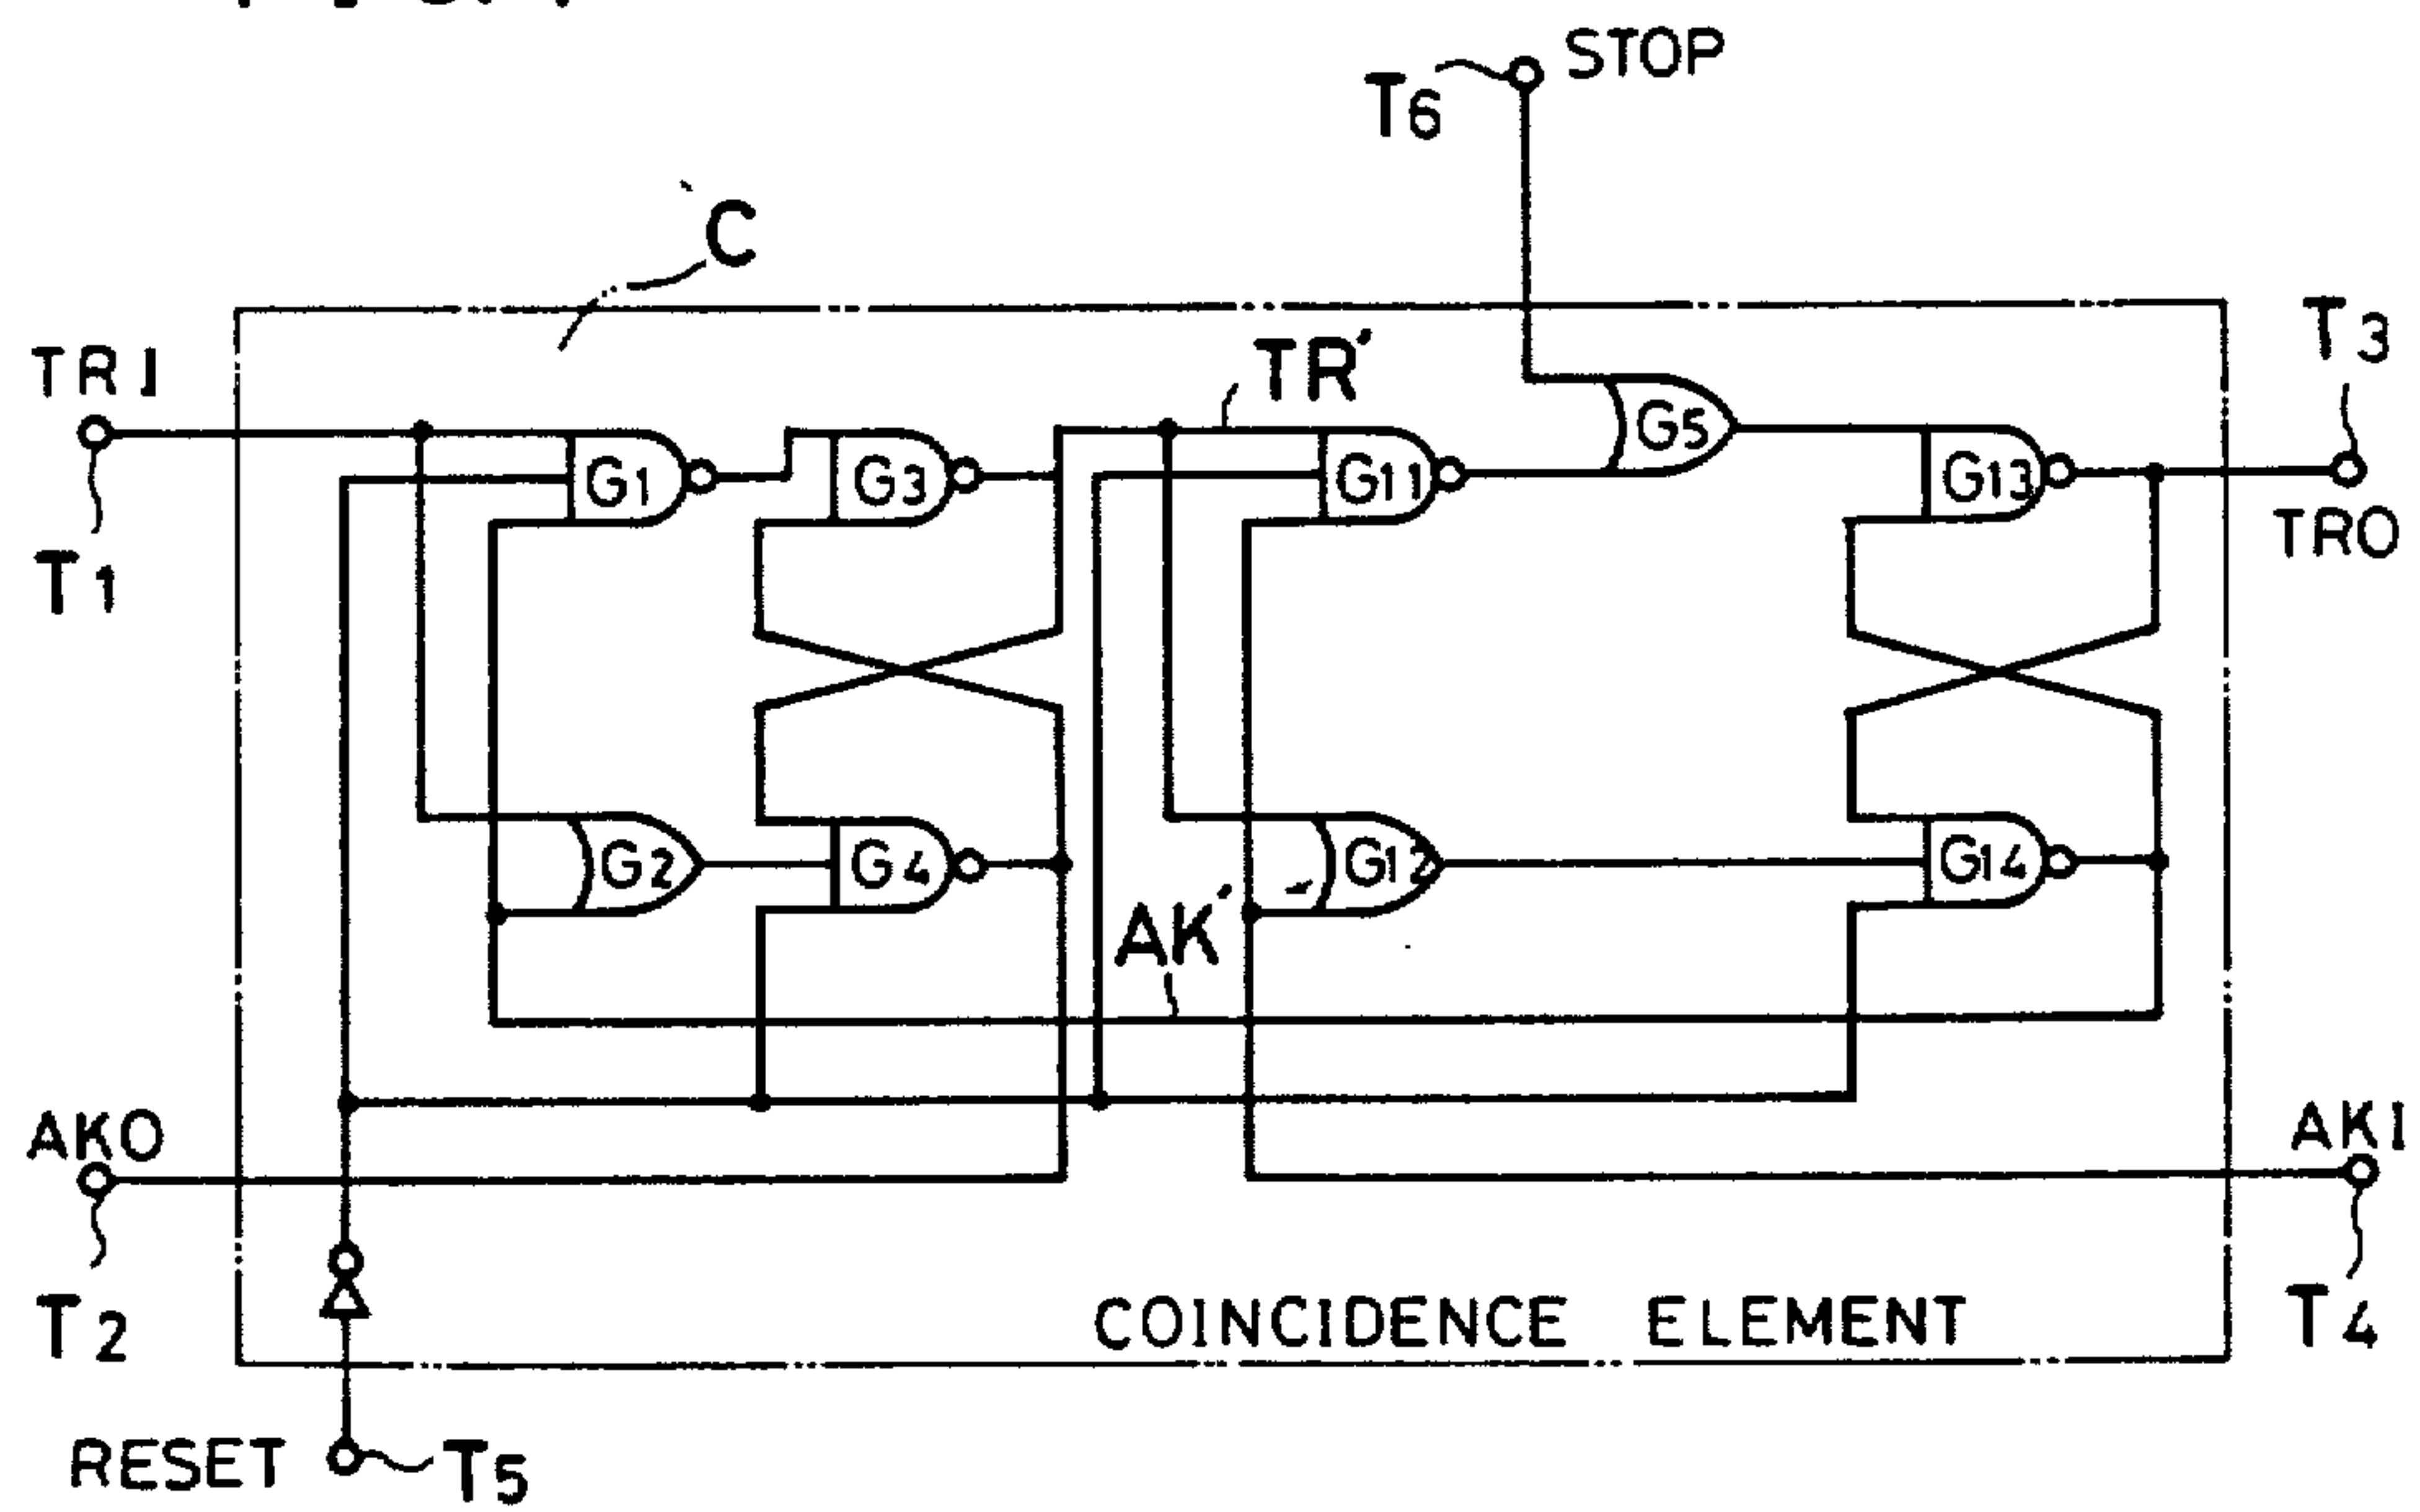 STOP
T6
C
T3
TR'
TRI
G5
G1
G3
G11
G13
TRO
T1
G2
G4
G12
G14
AK'
AKO
AKI
COINCIDENCE ELEMENT
T2
T4
RESET
T5